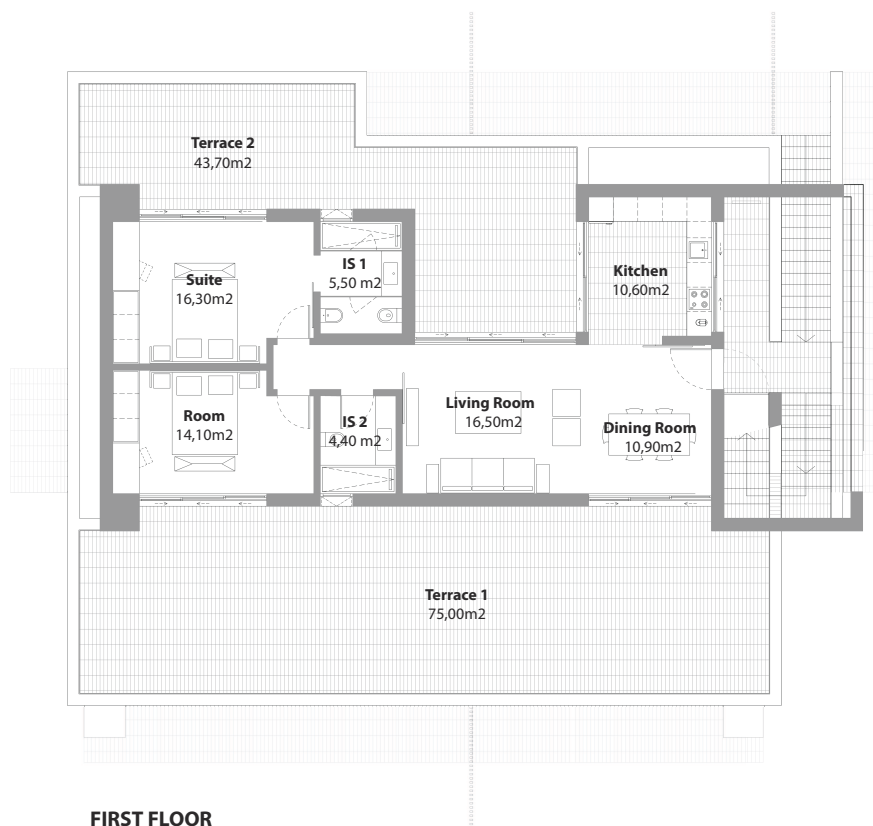 Terrace 2
43,70m2
IS 1
5,50 m2
Suite
16,30m2
Kitchen
10,60m2
Living Room
16,50m2
Room
14,10m2
IS 2
4,40 m2
Dining Room
10,90m2
Terrace 1
75,00m2
FIRST FLOOR